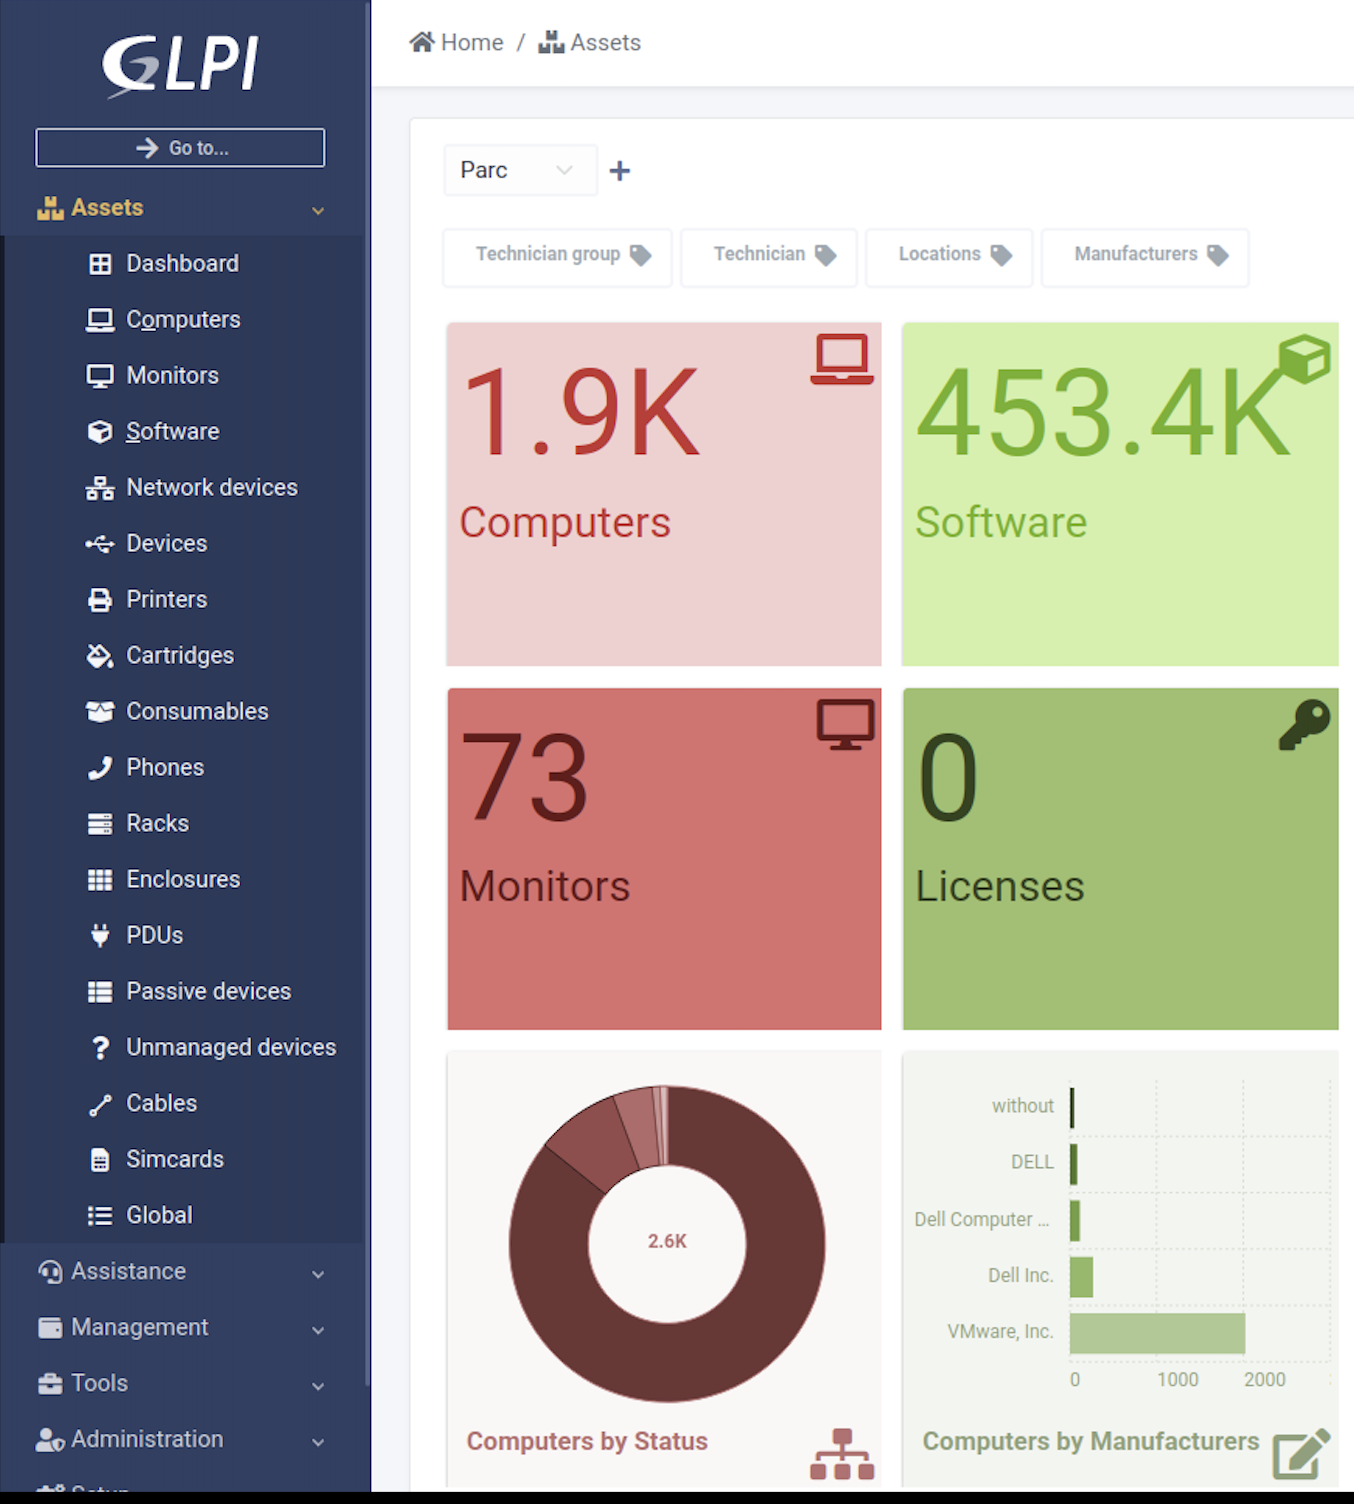 GLPI
Home / Assets
Go to...
Assets
Dashboard
Computers
Monitors
Software
Network devices
Devices
Printers
Cartridges
Consumables
Phones
Racks
Enclosures
PDUs
Passive devices
Unmanaged devices
Cables
Simcards
Global
Assistance
Management
Tools
Administration
Parc
Technician group
Technician
Locations
Manufacturers
1.9K
Computers
453.4K
Software
73
Monitors
0
Licenses
2.6K
Computers by Status
without
DELL
Dell Computer ...
Dell Inc.
VMware, Inc.
0 1000 2000
Computers by Manufacturers